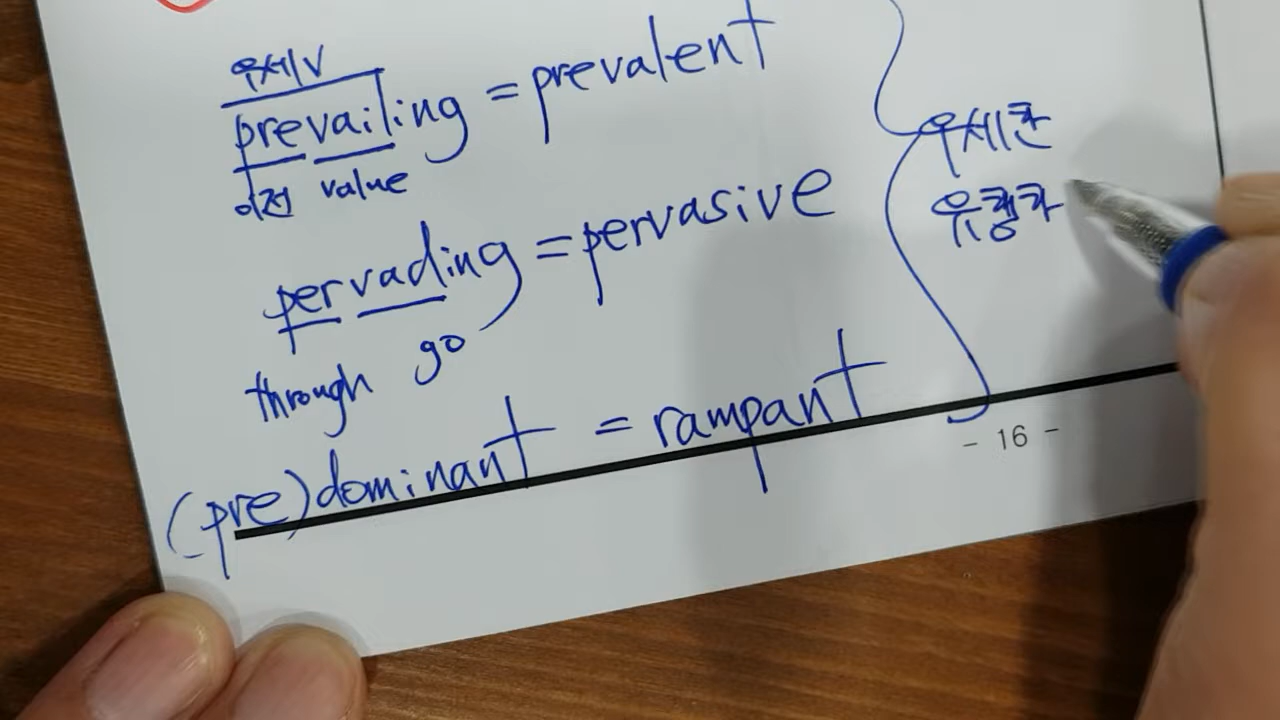 우세/V
prevailing = prevalent
이전 value
우세한
pervading = pervasive
유행하
through go
(pre)dominant = rampant
- 16 -